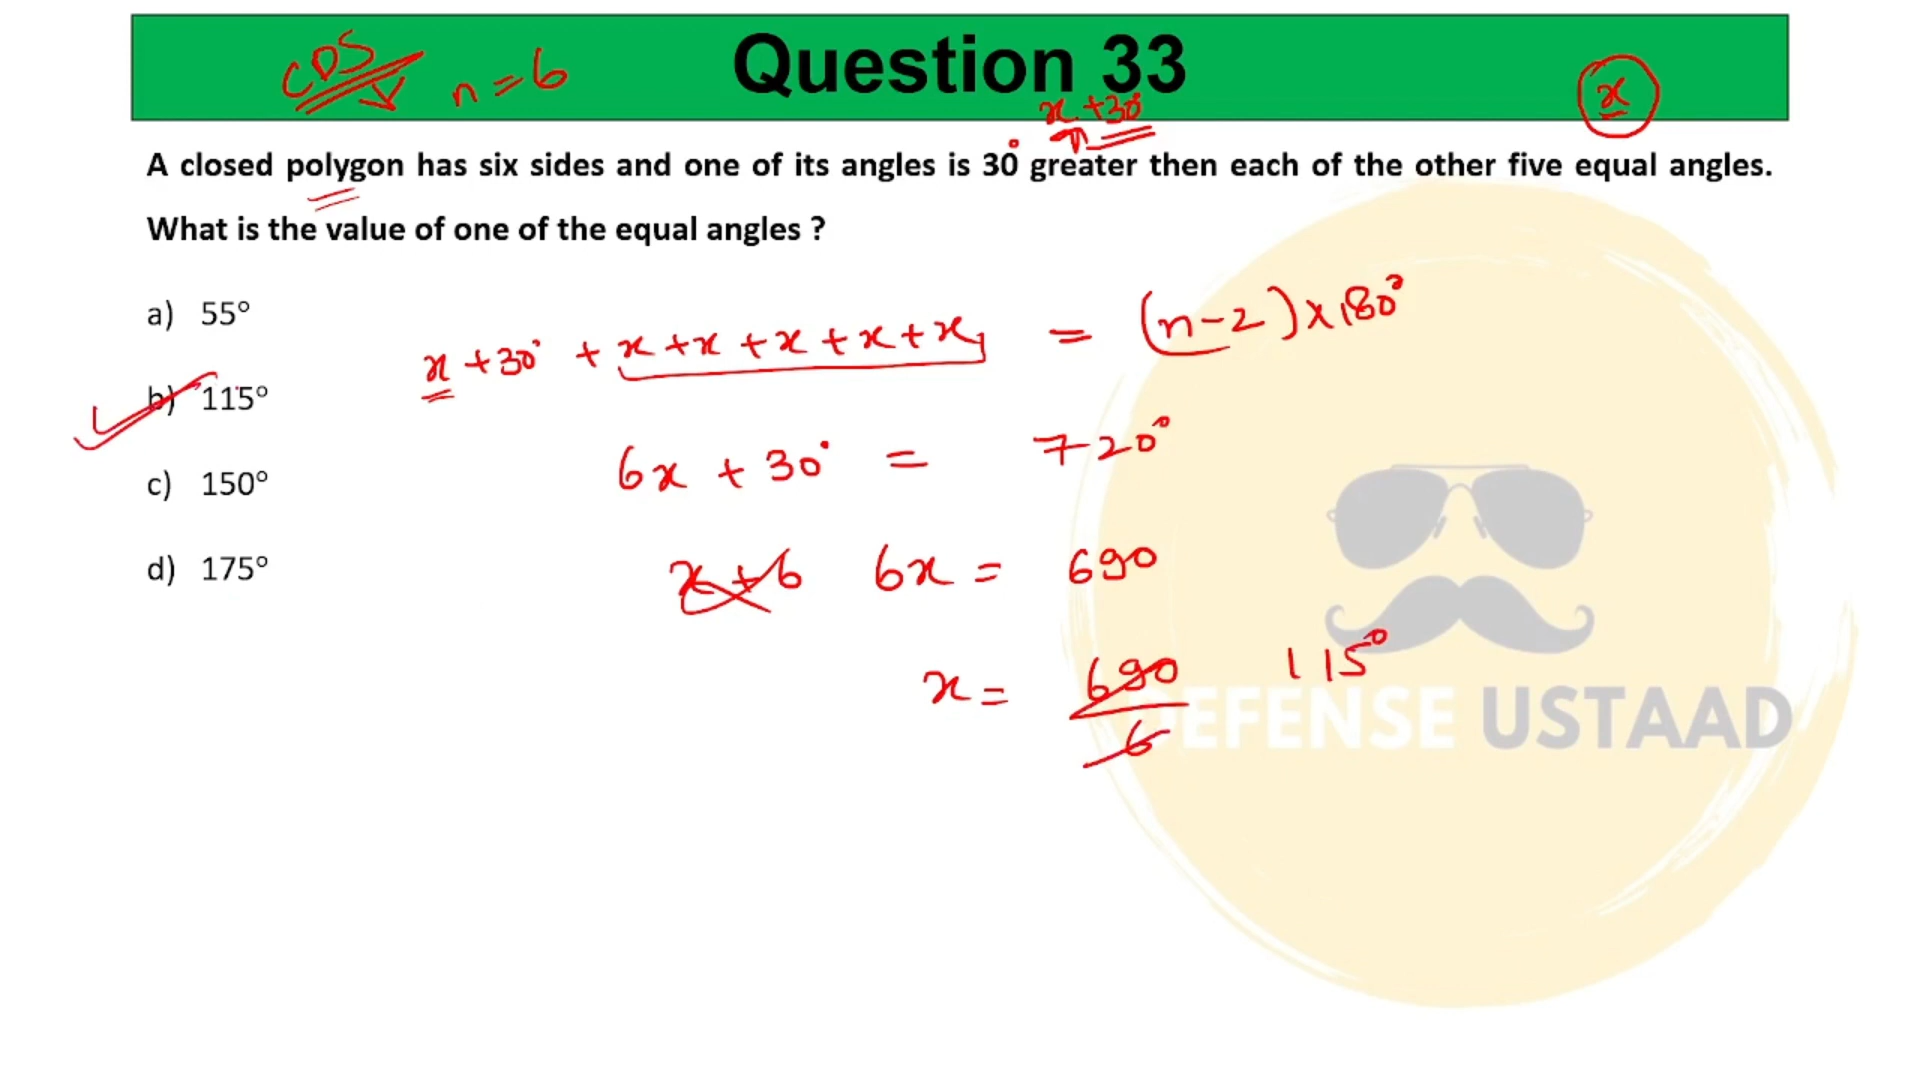 CDS n = 6 Question 33 x
x + 30°
A closed polygon has six sides and one of its angles is 30° greater then each of the other five equal angles.
What is the value of one of the equal angles ?
a) 55°
x + 30° + x + x + x + x + x = (n - 2) x 180°
b) 115°
6x + 30° = 720°
c) 150°
x + 6 6x = 690
d) 175°
x = 690/6 115°
DEFENSE USTAAD